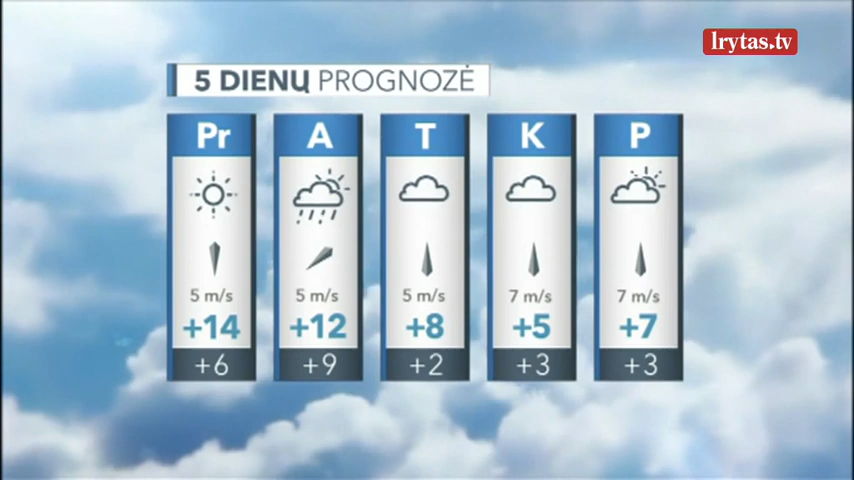 lrytas.tv
5 DIENŲ PROGNOZĖ
Pr A T K P
5 m/s 5 m/s 5 m/s 7 m/s 7 m/s
+14 +12 +8 +5 +7
+6 +9 +2 +3 +3